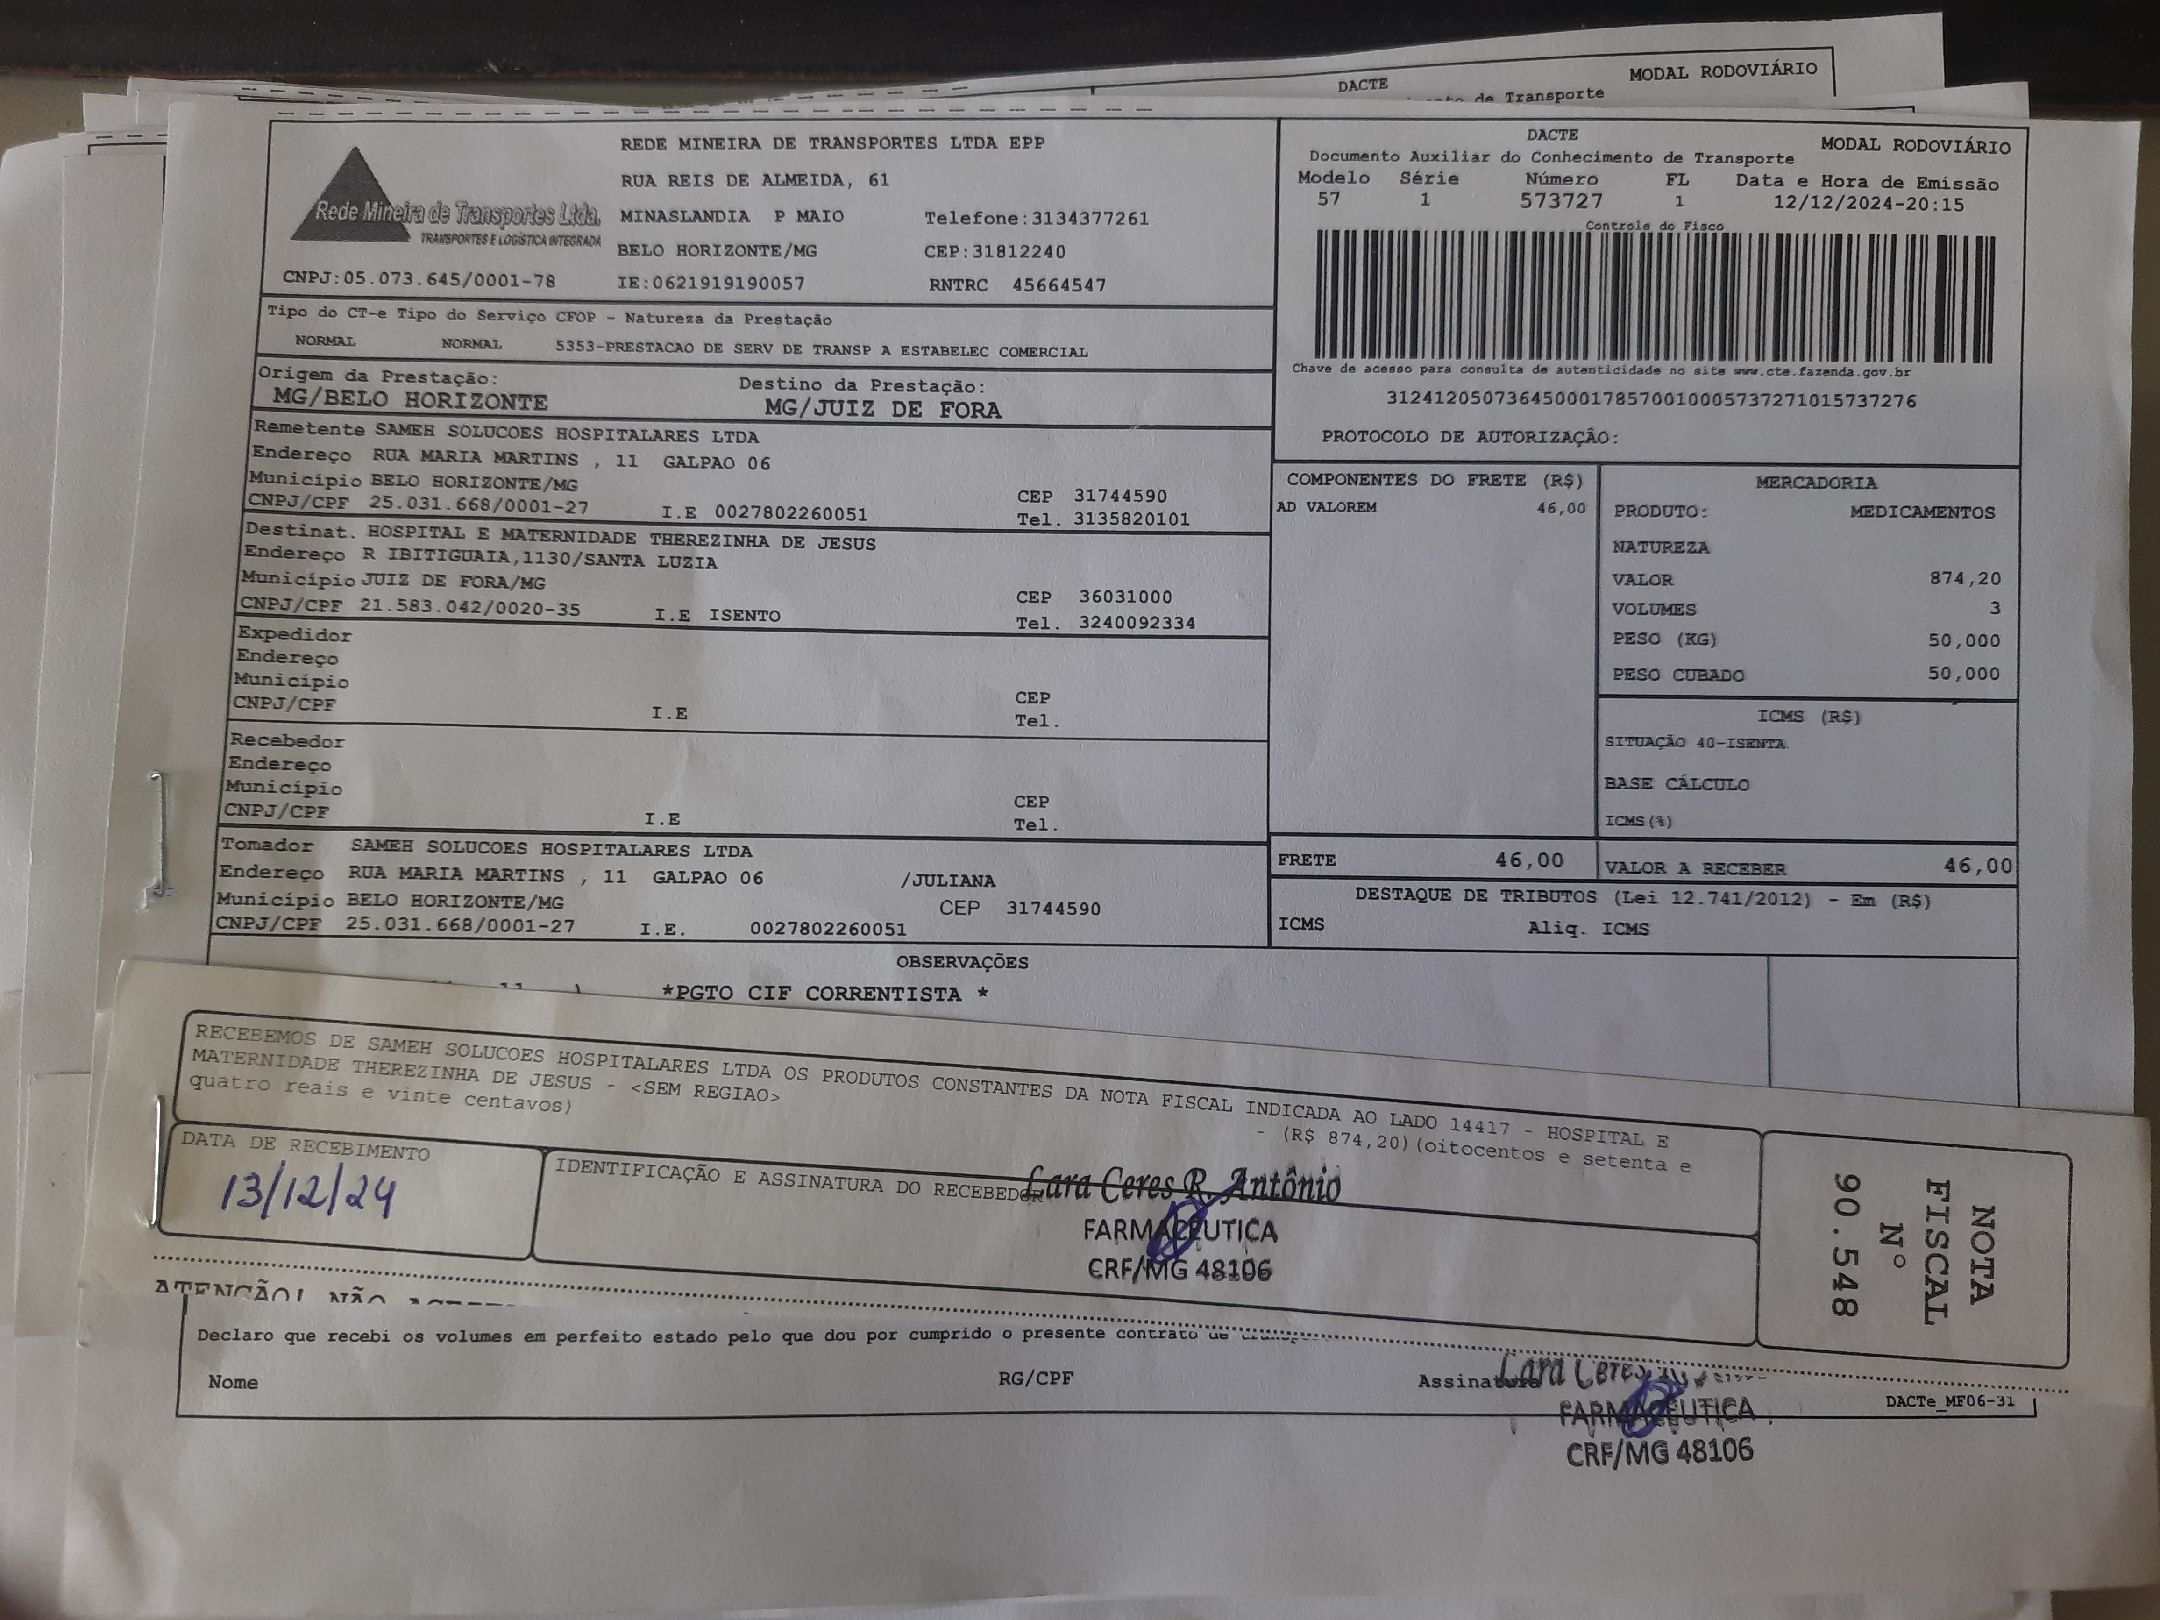 DACTE
MODAL RODOVIÁRIO
de Transporte
Rede Mineira de Transportes Ltda.
TRANSPORTES E LOGÍSTICA INTEGRADA
CNPJ:05.073.645/0001-78
REDE MINEIRA DE TRANSPORTES LTDA EPP
RUA REIS DE ALMEIDA, 61
MINASLANDIA P MAIO Telefone:3134377261
BELO HORIZONTE/MG CEP:31812240
IE:0621919190057 RNTRC 45664547
DACTE MODAL RODOVIÁRIO
Documento Auxiliar do Conhecimento de Transporte
Modelo Série Número FL Data e Hora de Emissão
57 1 573727 1 12/12/2024-20:15
Controle do Fisco
Chave de acesso para consulta de autenticidade no site www.cte.fazenda.gov.br
31241205073645000178570010005737271015737276
PROTOCOLO DE AUTORIZAÇÃO:
Tipo do CT-e Tipo do Serviço CFOP - Natureza da Prestação
NORMAL NORMAL 5353-PRESTACAO DE SERV DE TRANSP A ESTABELEC COMERCIAL
Origem da Prestação: Destino da Prestação:
MG/BELO HORIZONTE MG/JUIZ DE FORA
Remetente SAMEH SOLUCOES HOSPITALARES LTDA
Endereço RUA MARIA MARTINS , 11 GALPAO 06
Município BELO HORIZONTE/MG CEP 31744590
CNPJ/CPF 25.031.668/0001-27 I.E 0027802260051 Tel. 3135820101
Destinat. HOSPITAL E MATERNIDADE THEREZINHA DE JESUS
Endereço R IBITIGUAIA,1130/SANTA LUZIA
Município JUIZ DE FORA/MG CEP 36031000
CNPJ/CPF 21.583.042/0020-35 I.E ISENTO Tel. 3240092334
Expedidor
Endereço
Município CEP
CNPJ/CPF I.E Tel.
Recebedor
Endereço
Município CEP
CNPJ/CPF I.E Tel.
Tomador SAMEH SOLUCOES HOSPITALARES LTDA
Endereço RUA MARIA MARTINS , 11 GALPAO 06 /JULIANA
Município BELO HORIZONTE/MG CEP 31744590
CNPJ/CPF 25.031.668/0001-27 I.E. 0027802260051
COMPONENTES DO FRETE (R$)
AD VALOREM 46,00
MERCADORIA
PRODUTO: MEDICAMENTOS
NATUREZA
VALOR 874,20
VOLUMES 3
PESO (KG) 50,000
PESO CUBADO 50,000
ICMS (R$)
SITUAÇÃO 40-ISENTA
BASE CÁLCULO
ICMS(%)
FRETE 46,00 VALOR A RECEBER 46,00
DESTAQUE DE TRIBUTOS (Lei 12.741/2012) - Em (R$)
ICMS Aliq. ICMS
OBSERVAÇÕES
*PGTO CIF CORRENTISTA *
RECEBEMOS DE SAMEH SOLUCOES HOSPITALARES LTDA OS PRODUTOS CONSTANTES DA NOTA FISCAL INDICADA AO LADO 14417 - HOSPITAL E
MATERNIDADE THEREZINHA DE JESUS - <SEM REGIAO> - (R$ 874,20)(oitocentos e setenta e
quatro reais e vinte centavos)
DATA DE RECEBIMENTO
13/12/24
IDENTIFICAÇÃO E ASSINATURA DO RECEBEDOR
Lara Ceres R. Antônio
FARMACEUTICA
CRF/MG 48106
NOTA
FISCAL
Nº
90.548
ATENÇÃO! NÃO
Declaro que recebi os volumes em perfeito estado pelo que dou por cumprido o presente contrato de
Nome RG/CPF Assinatura
Lara Ceres
FARMACEUTICA
CRF/MG 48106
DACTe_MF06-31